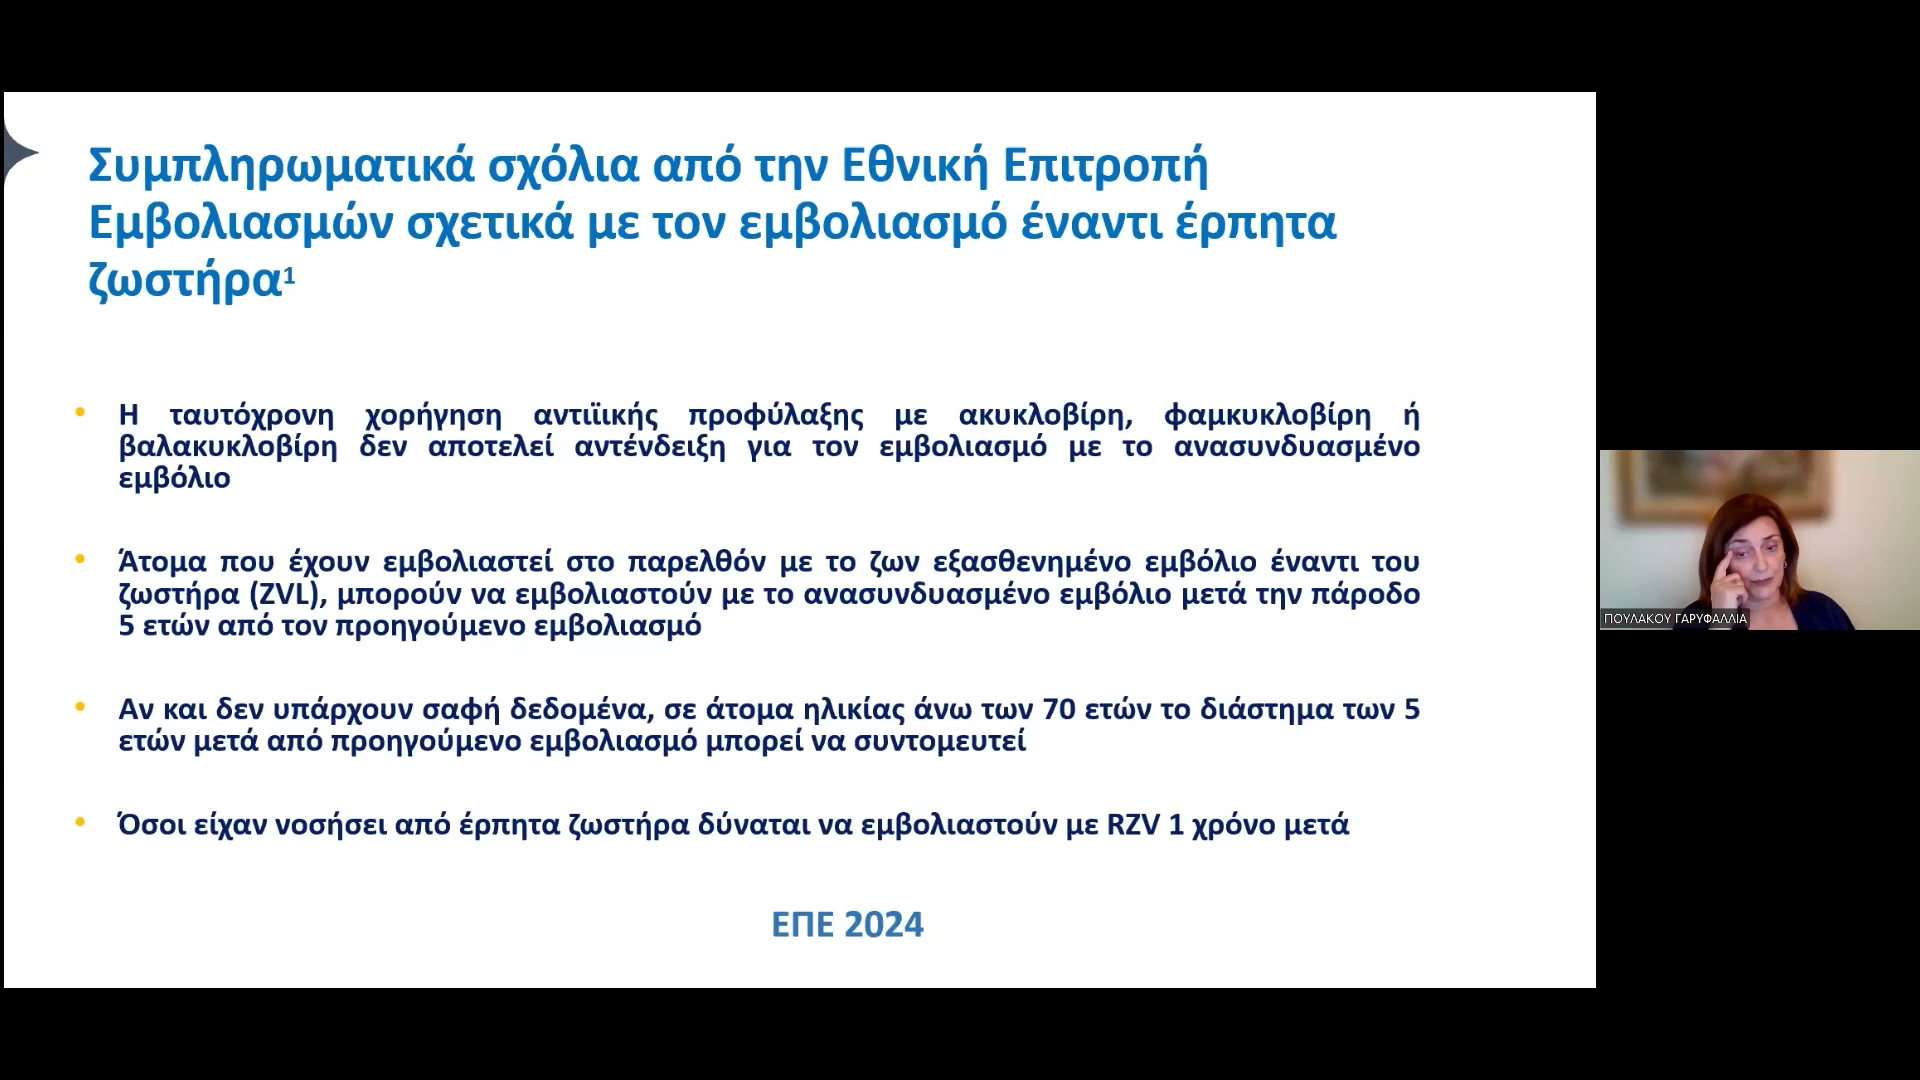 Συμπληρωματικά σχόλια από την Εθνική Επιτροπή
Εμβολιασμών σχετικά με τον εμβολιασμό έναντι έρπητα
ζωστήρα¹
• Η ταυτόχρονη χορήγηση αντιϊικής προφύλαξης με ακυκλοβίρη, φαμκυκλοβίρη ή
βαλακυκλοβίρη δεν αποτελεί αντένδειξη για τον εμβολιασμό με το ανασυνδυασμένο
εμβόλιο
• Άτομα που έχουν εμβολιαστεί στο παρελθόν με το ζων εξασθενημένο εμβόλιο έναντι του
ζωστήρα (ZVL), μπορούν να εμβολιαστούν με το ανασυνδυασμένο εμβόλιο μετά την πάροδο
5 ετών από τον προηγούμενο εμβολιασμό
• Αν και δεν υπάρχουν σαφή δεδομένα, σε άτομα ηλικίας άνω των 70 ετών το διάστημα των 5
ετών μετά από προηγούμενο εμβολιασμό μπορεί να συντομευτεί
• Όσοι είχαν νοσήσει από έρπητα ζωστήρα δύναται να εμβολιαστούν με RZV 1 χρόνο μετά
ΕΠΕ 2024
ΠΟΥΛΑΚΟΥ ΓΑΡΥΦΑΛΛΙΑ